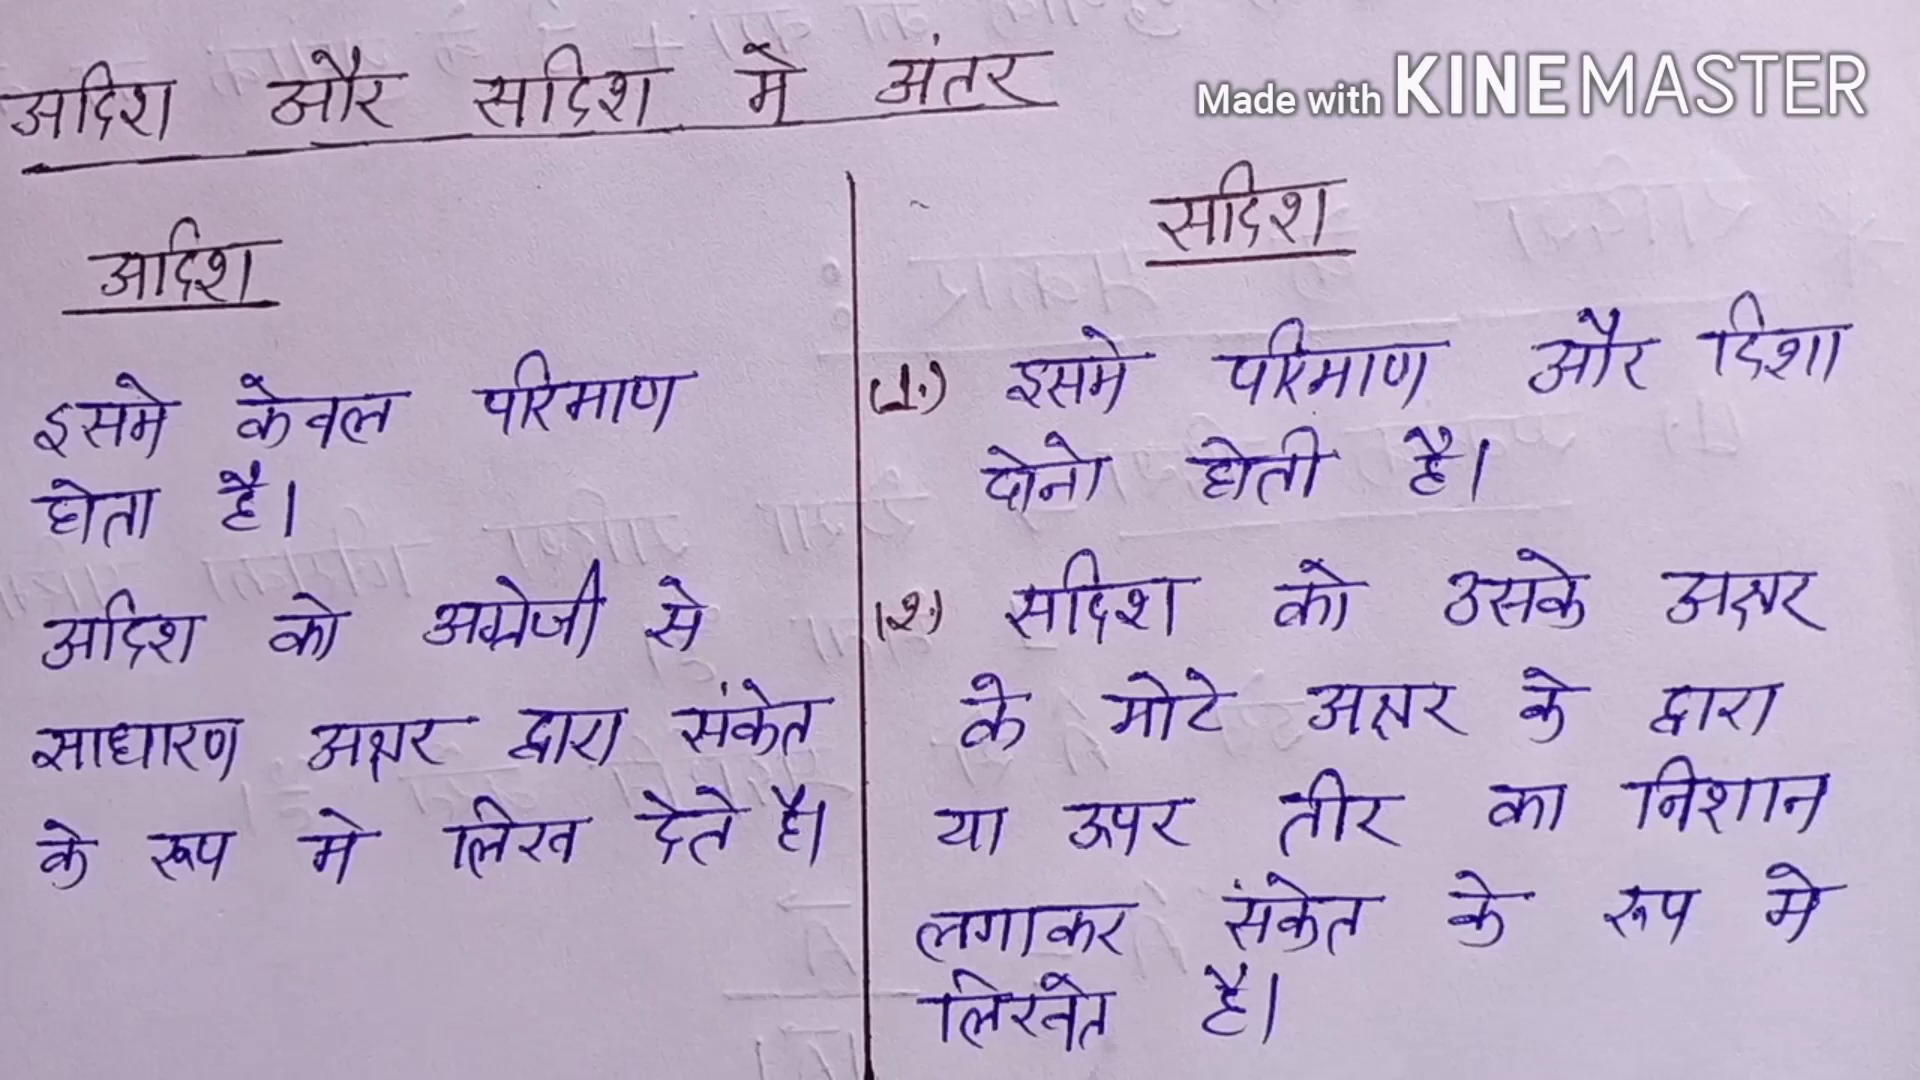 अदिश और सदिश मे अंतर
Made with KINEMASTER
अदिश
इसमे केवल परिमाण
होता है।
अदिश को अग्रेजी से
साधारण अक्षर द्वारा संकेत
के रूप मे लिख देते है।
सदिश
(1.) इसमे परिमाण और दिशा
दोनो होती है।
(2.) सदिश को उसके अक्षर
के मोटे अक्षर के द्वारा
या ऊपर तीर का निशान
लगाकर संकेत के रूप मे
लिखते है।